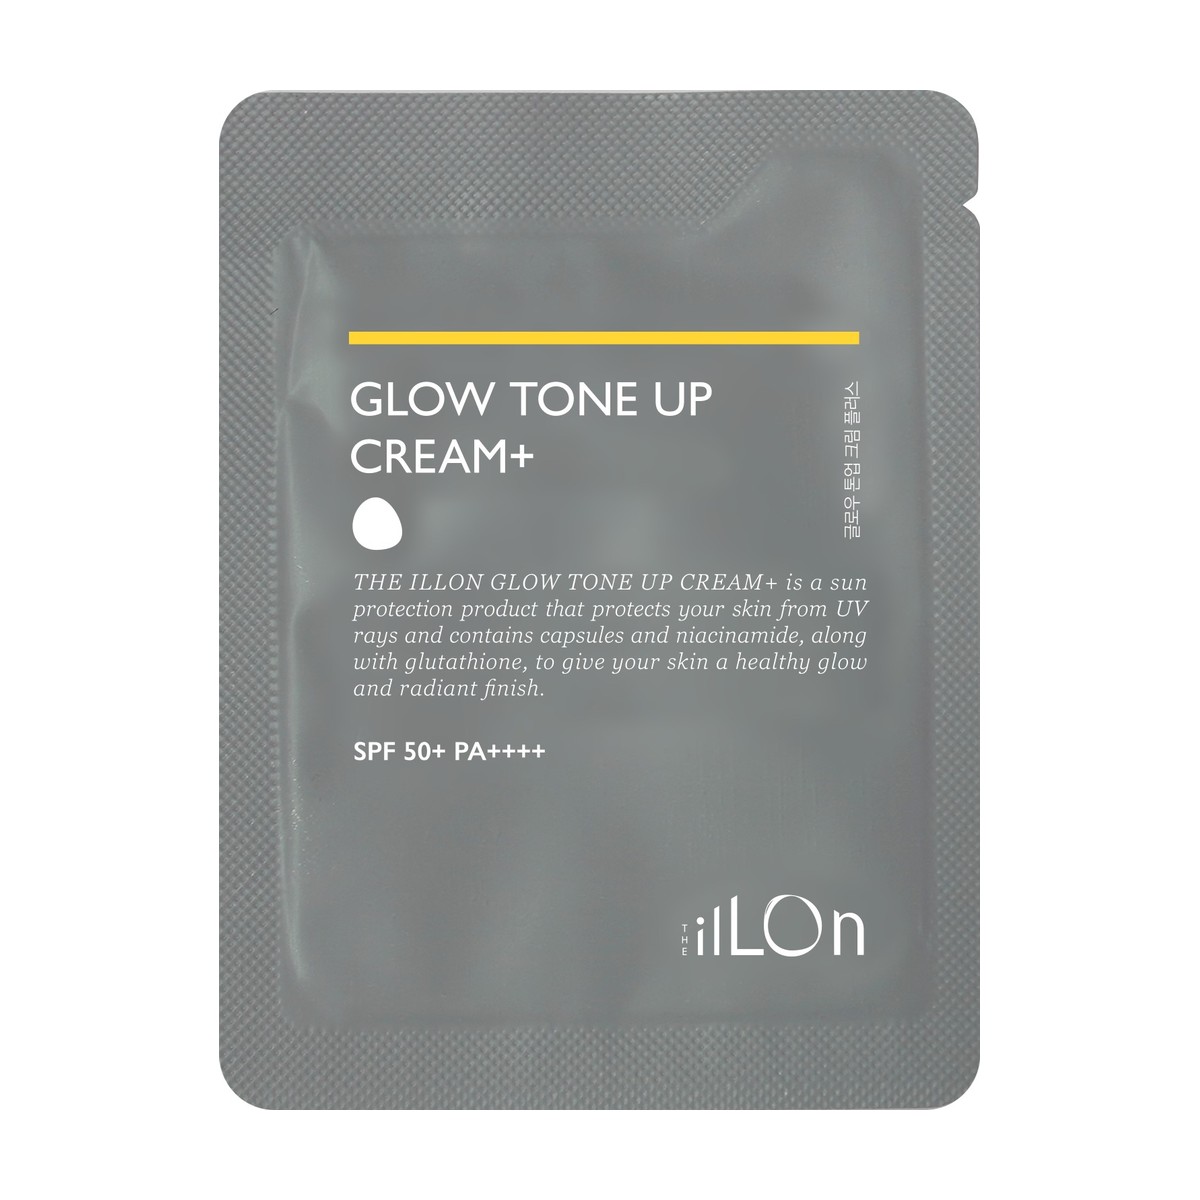 GLOW TONE UP
CREAM+
글로우 톤업 크림 플러스
THE ILLON GLOW TONE UP CREAM+ is a sun
protection product that protects your skin from UV
rays and contains capsules and niacinamide, along
with glutathione, to give your skin a healthy glow
and radiant finish.
SPF 50+ PA++++
THE illOn